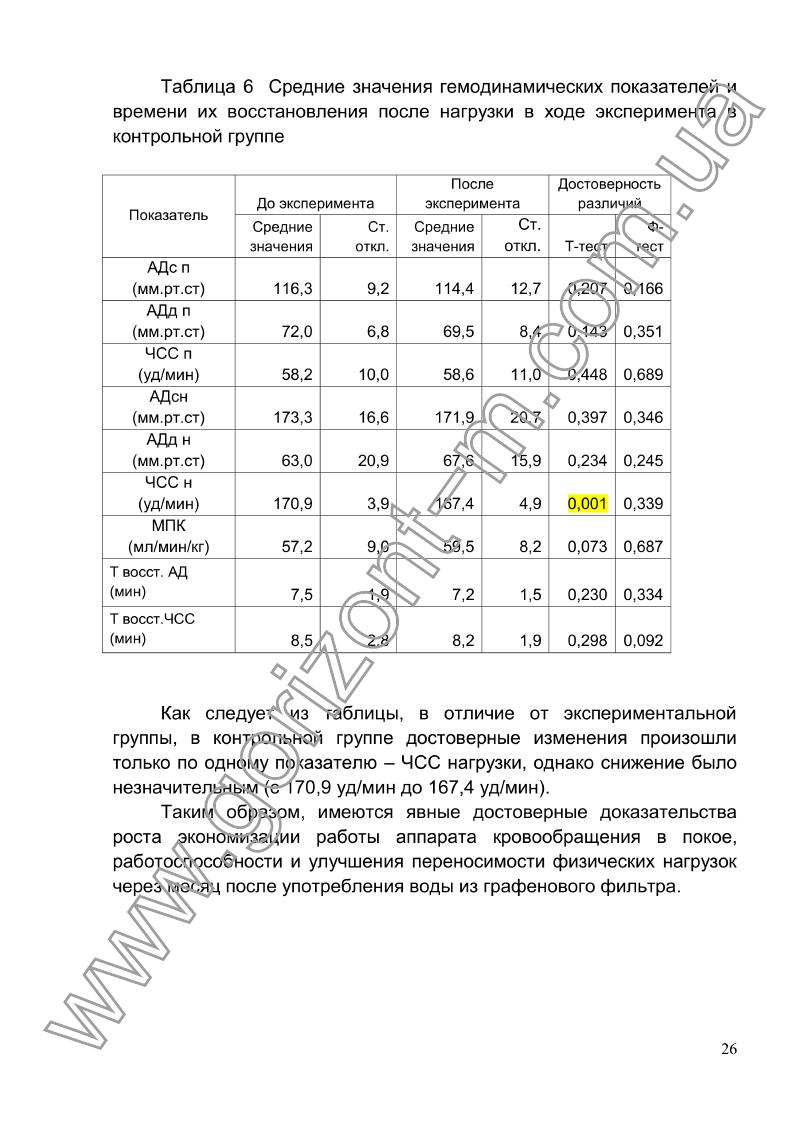 Таблица 6 Средние значения гемодинамических показателей и
времени их восстановления после нагрузки в ходе эксперимента в
контрольной группе
Показатель До эксперимента После эксперимента Достоверность различий
Средние значения Ст. откл. Средние значения Ст. откл. Т-тест Ф-тест
АДс п
(мм.рт.ст) 116,3 9,2 114,4 12,7 0,207 0,166
АДд п
(мм.рт.ст) 72,0 6,8 69,5 8,4 0,143 0,351
ЧСС п
(уд/мин) 58,2 10,0 58,6 11,0 0,448 0,689
АДсн
(мм.рт.ст) 173,3 16,6 171,9 20,7 0,397 0,346
АДд н
(мм.рт.ст) 63,0 20,9 67,6 15,9 0,234 0,245
ЧСС н
(уд/мин) 170,9 3,9 167,4 4,9 0,001 0,339
МПК
(мл/мин/кг) 57,2 9,0 59,5 8,2 0,073 0,687
Т восст. АД
(мин) 7,5 1,9 7,2 1,5 0,230 0,334
Т восст.ЧСС
(мин) 8,5 2,8 8,2 1,9 0,298 0,092
Как следует из таблицы, в отличие от экспериментальной
группы, в контрольной группе достоверные изменения произошли
только по одному показателю – ЧСС нагрузки, однако снижение было
незначительным (с 170,9 уд/мин до 167,4 уд/мин).
Таким образом, имеются явные достоверные доказательства
роста экономизации работы аппарата кровообращения в покое,
работоспособности и улучшения переносимости физических нагрузок
через месяц после употребления воды из графенового фильтра.
www.gorizont-m.com.ua
26